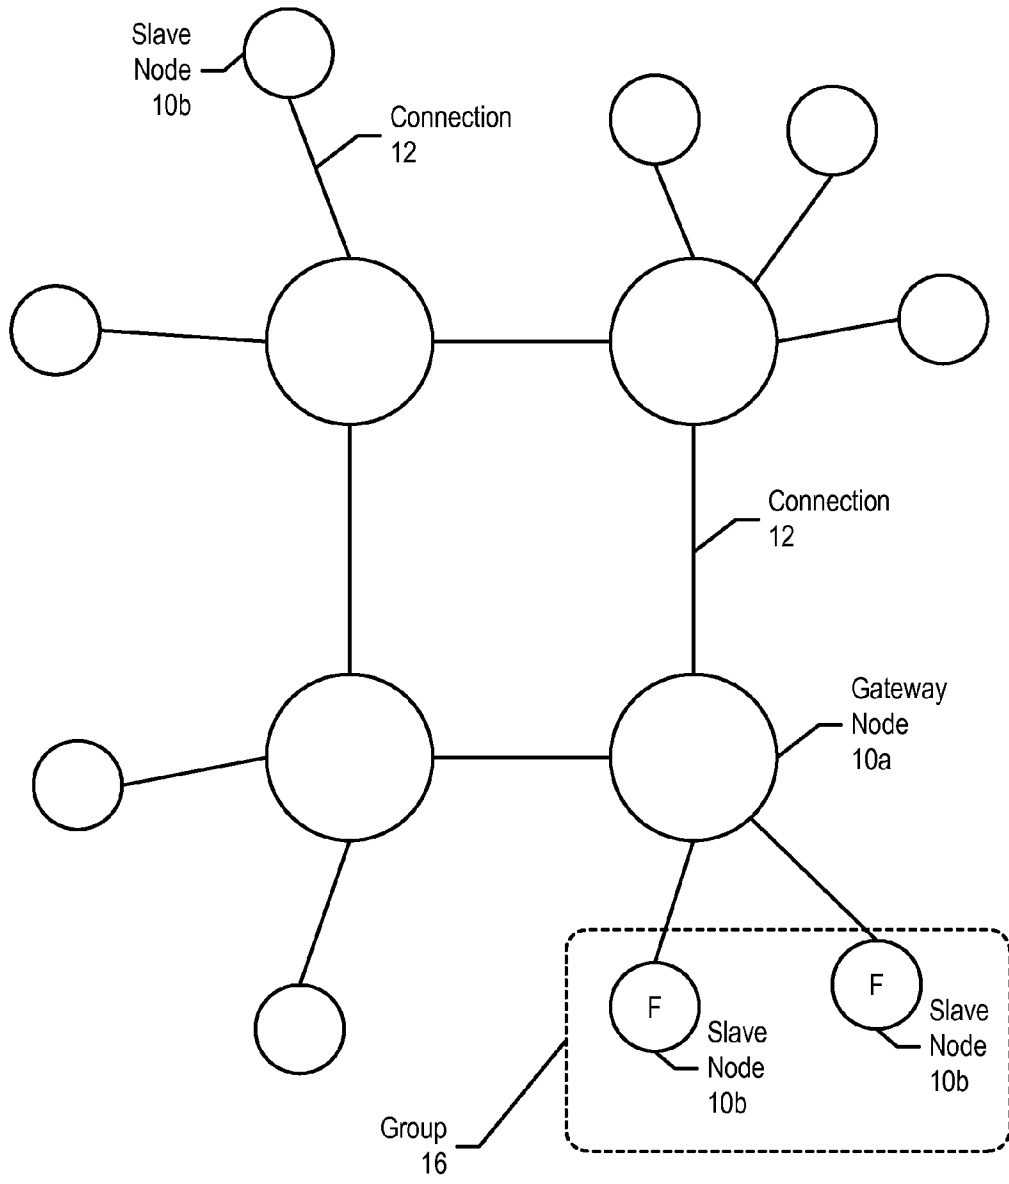 Slave
Node
10b
Connection
12
Connection
12
Gateway
Node
10a
F
F
Slave
Node
10b
Slave
Node
10b
Group
16